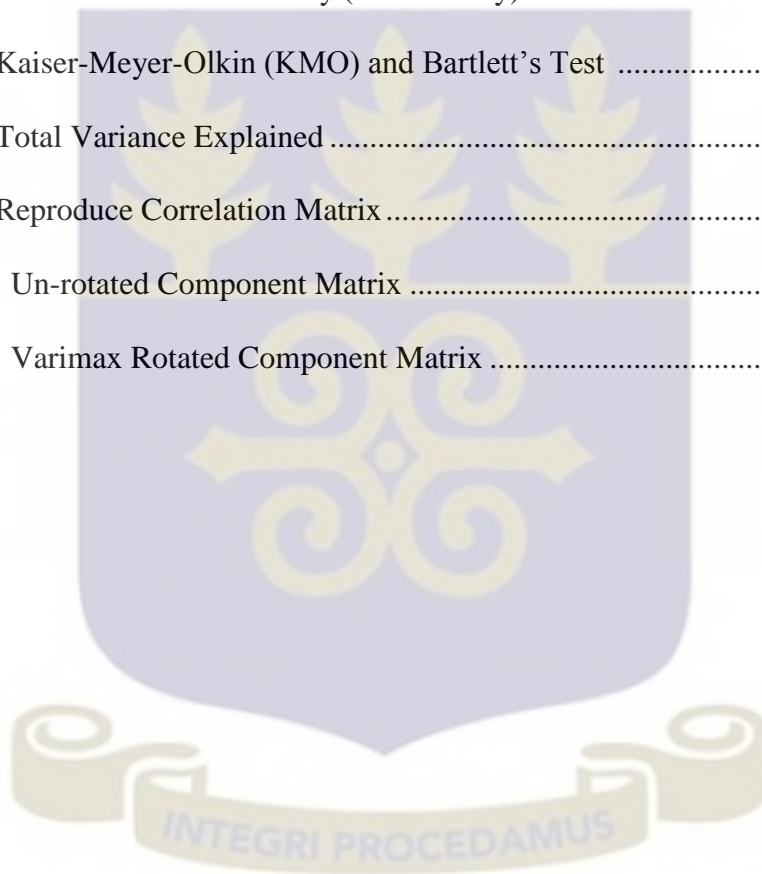 Kaiser-Meyer-Olkin (KMO) and Bartlett’s Test ..................
Total Variance Explained .....................................................
Reproduce Correlation Matrix ..............................................
Un-rotated Component Matrix ...........................................
Varimax Rotated Component Matrix .................................
INTEGRI PROCEDAMUS